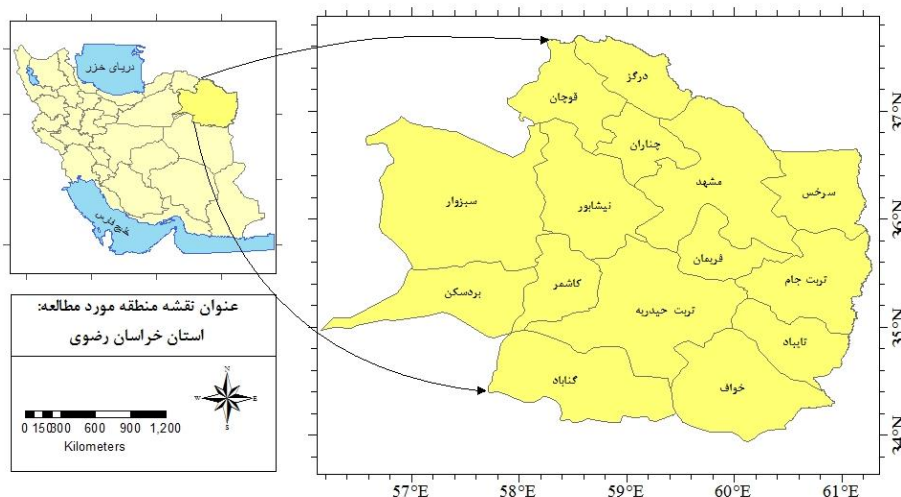 دریای خزر
خلیج فارس
عنوان نقشه منطقه مورد مطالعه:
استان خراسان رضوی
N
W E
S
0 150 300 600 900 1,200
Kilometers
درگز
قوچان
چناران
مشهد
سرخس
سبزوار
نیشابور
فریمان
تربت جام
کاشمر
بردسکن
تربت حیدریه
تایباد
گناباد
خواف
37°N
36°N
35°N
34°N
57°E 58°E 59°E 60°E 61°E